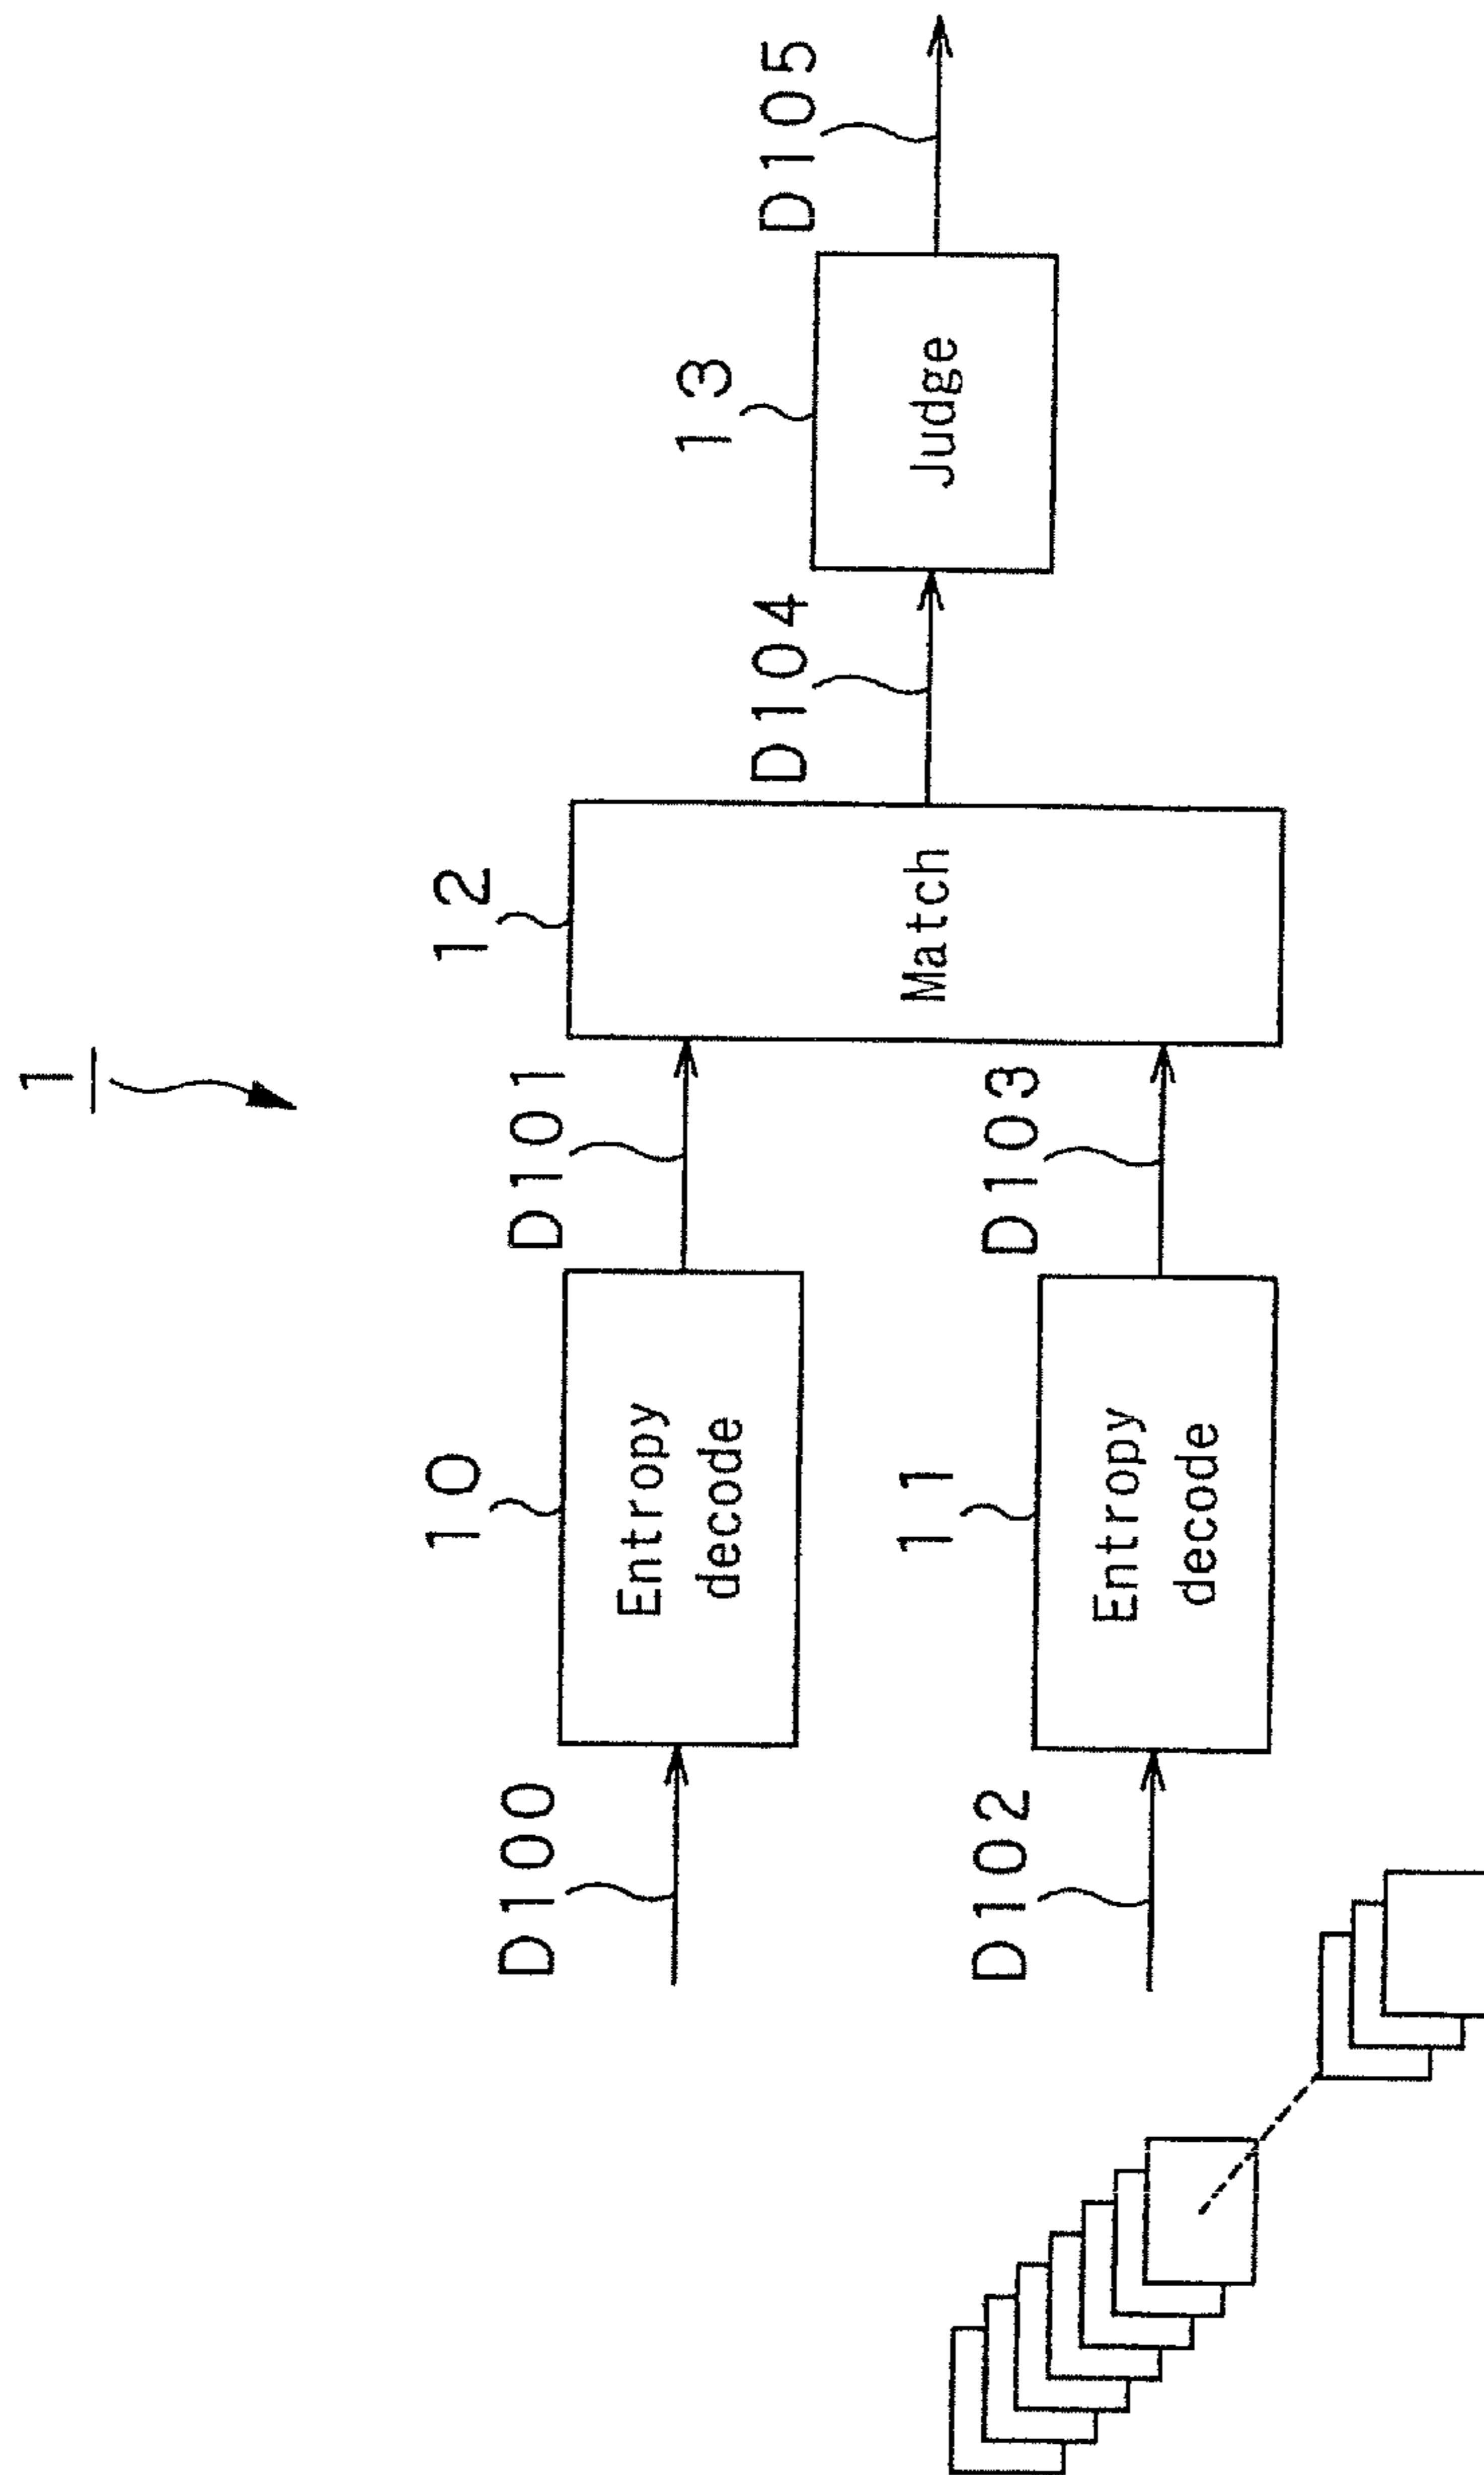 1
10
12
13
D100
Entropy
decode
D101
Match
D104
Judge
D105
11
D102
Entropy
decode
D103